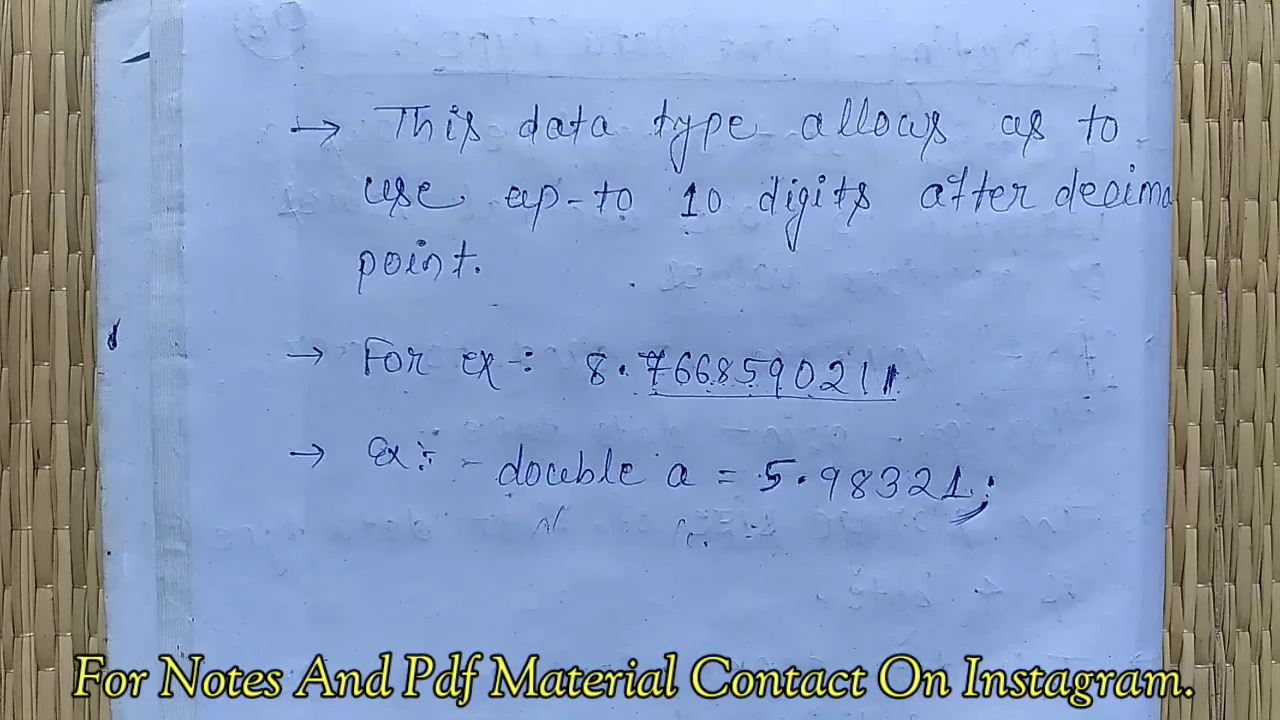 → This data type allows us to
use up-to 10 digits after decima
point.
→ For ex -: 8.7668590211
→ ex :- - double a = 5.98321;
For Notes And Pdf Material Contact On Instagram.